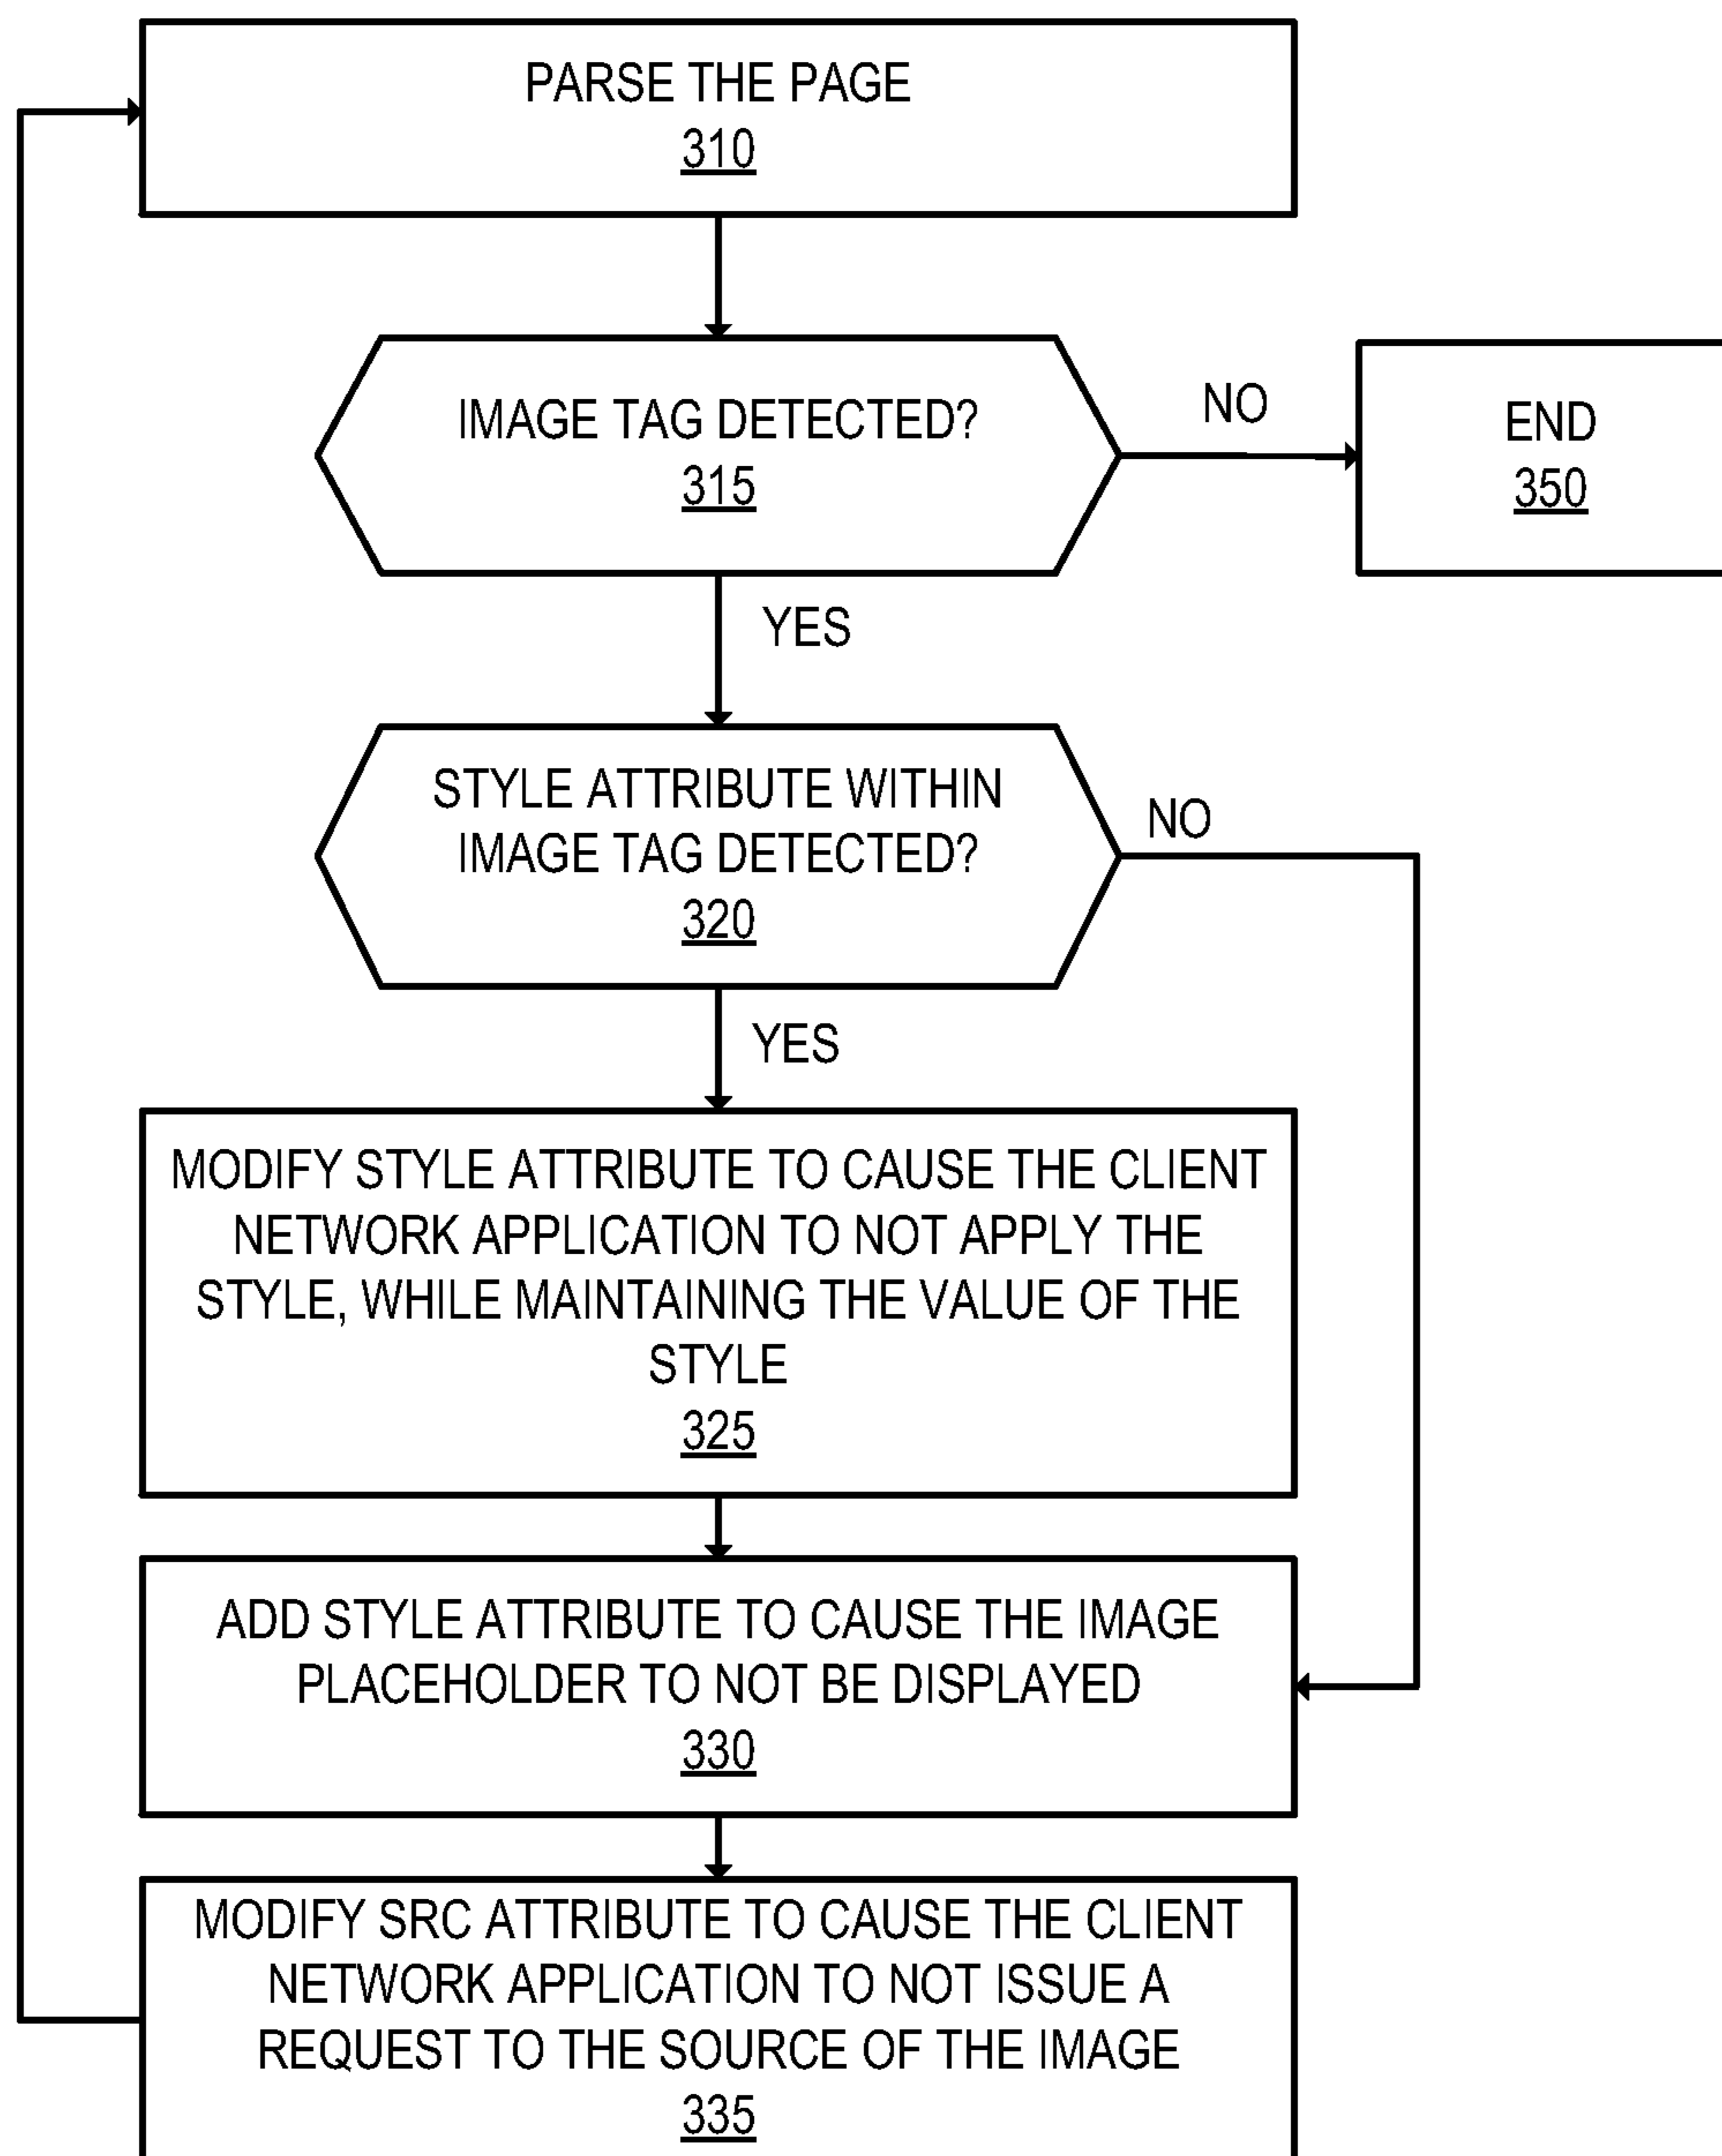 PARSE THE PAGE
310
IMAGE TAG DETECTED?
315
NO
END
350
YES
STYLE ATTRIBUTE WITHIN
IMAGE TAG DETECTED?
320
NO
YES
MODIFY STYLE ATTRIBUTE TO CAUSE THE CLIENT
NETWORK APPLICATION TO NOT APPLY THE
STYLE, WHILE MAINTAINING THE VALUE OF THE
STYLE
325
ADD STYLE ATTRIBUTE TO CAUSE THE IMAGE
PLACEHOLDER TO NOT BE DISPLAYED
330
MODIFY SRC ATTRIBUTE TO CAUSE THE CLIENT
NETWORK APPLICATION TO NOT ISSUE A
REQUEST TO THE SOURCE OF THE IMAGE
335